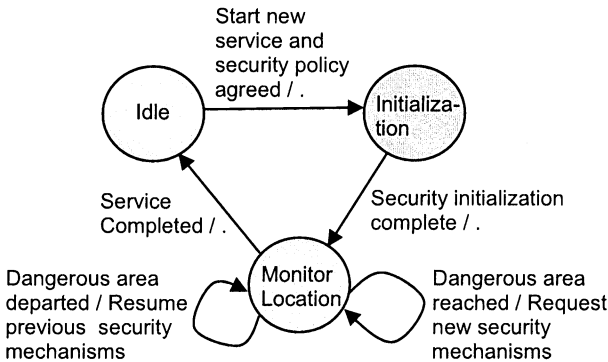 Start new
service and
security policy
agreed / .
Idle
Initializa-
tion
Service
Completed / .
Security initialization
complete / .
Monitor
Location
Dangerous area
departed / Resume
previous security
mechanisms
Dangerous area
reached / Request
new security
mechanisms